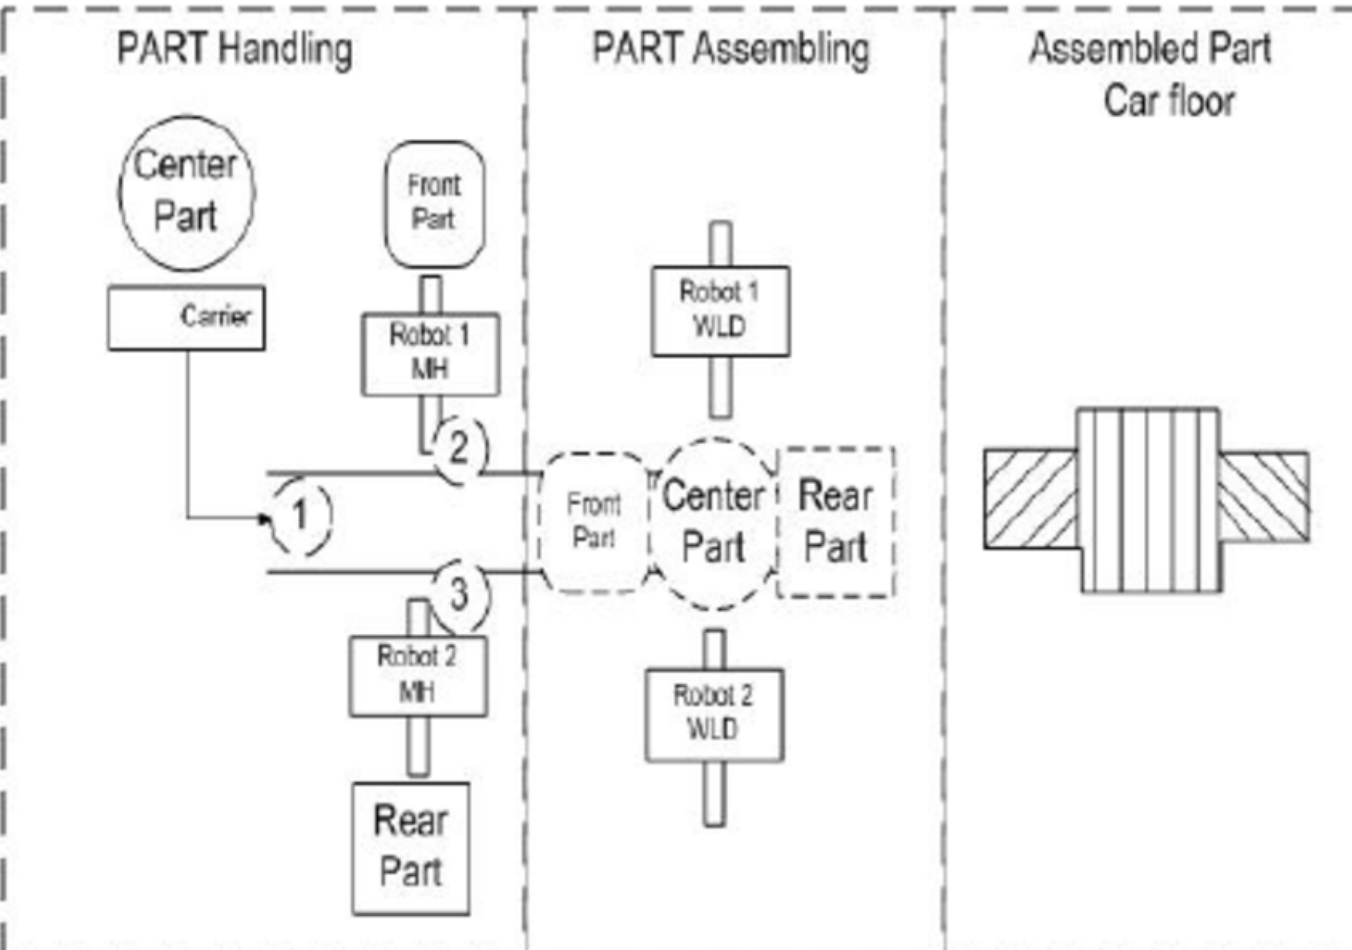 PART Handling
Center
Part
Carrier
Front
Part
Robot 1
MH
2
1
3
Robot 2
MH
Rear
Part
PART Assembling
Robot 1
WLD
Front
Part
Center
Part
Rear
Part
Robot 2
WLD
Assembled Part
Car floor